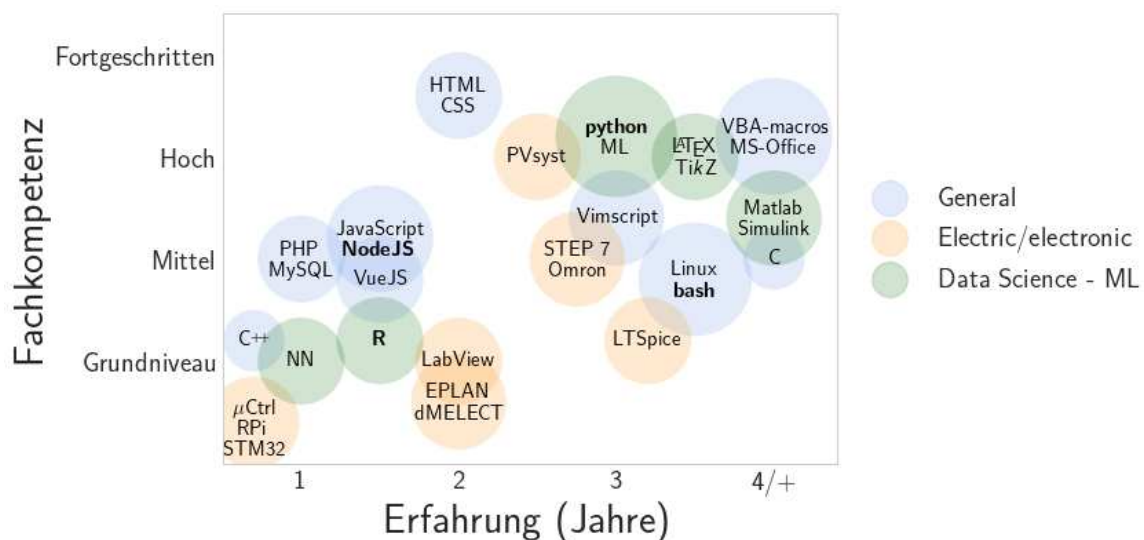 Fachkompetenz
Fortgeschritten
Hoch
Mittel
Grundniveau
HTML
CSS
python
ML
PVsyst
LATEX
TikZ
VBA-macros
MS-Office
Vimscript
Matlab
Simulink
C
JavaScript
NodeJS
VueJS
PHP
MySQL
STEP 7
Omron
Linux
bash
C++
NN
R
LabView
EPLAN
dMELECT
LTSpice
μCtrl
RPi
STM32
1
2
3
4/+
Erfahrung (Jahre)
General
Electric/electronic
Data Science - ML